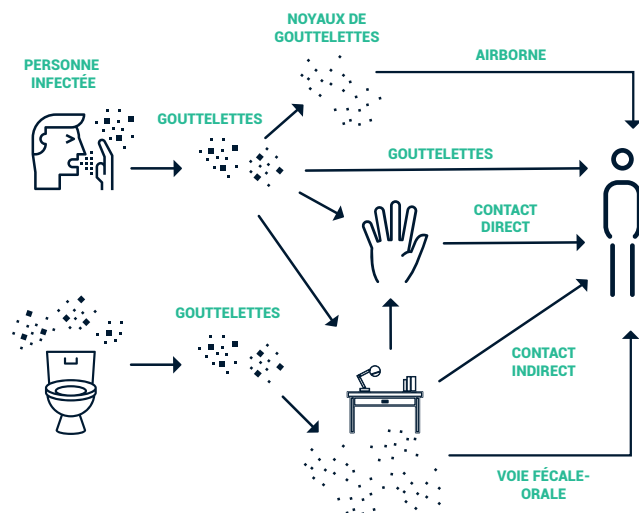 NOYAUX DE
GOUTTELETTES
AIRBORNE
PERSONNE
INFECTÉE
GOUTTELETTES
GOUTTELETTES
CONTACT
DIRECT
GOUTTELETTES
CONTACT
INDIRECT
VOIE FÉCALE-
ORALE